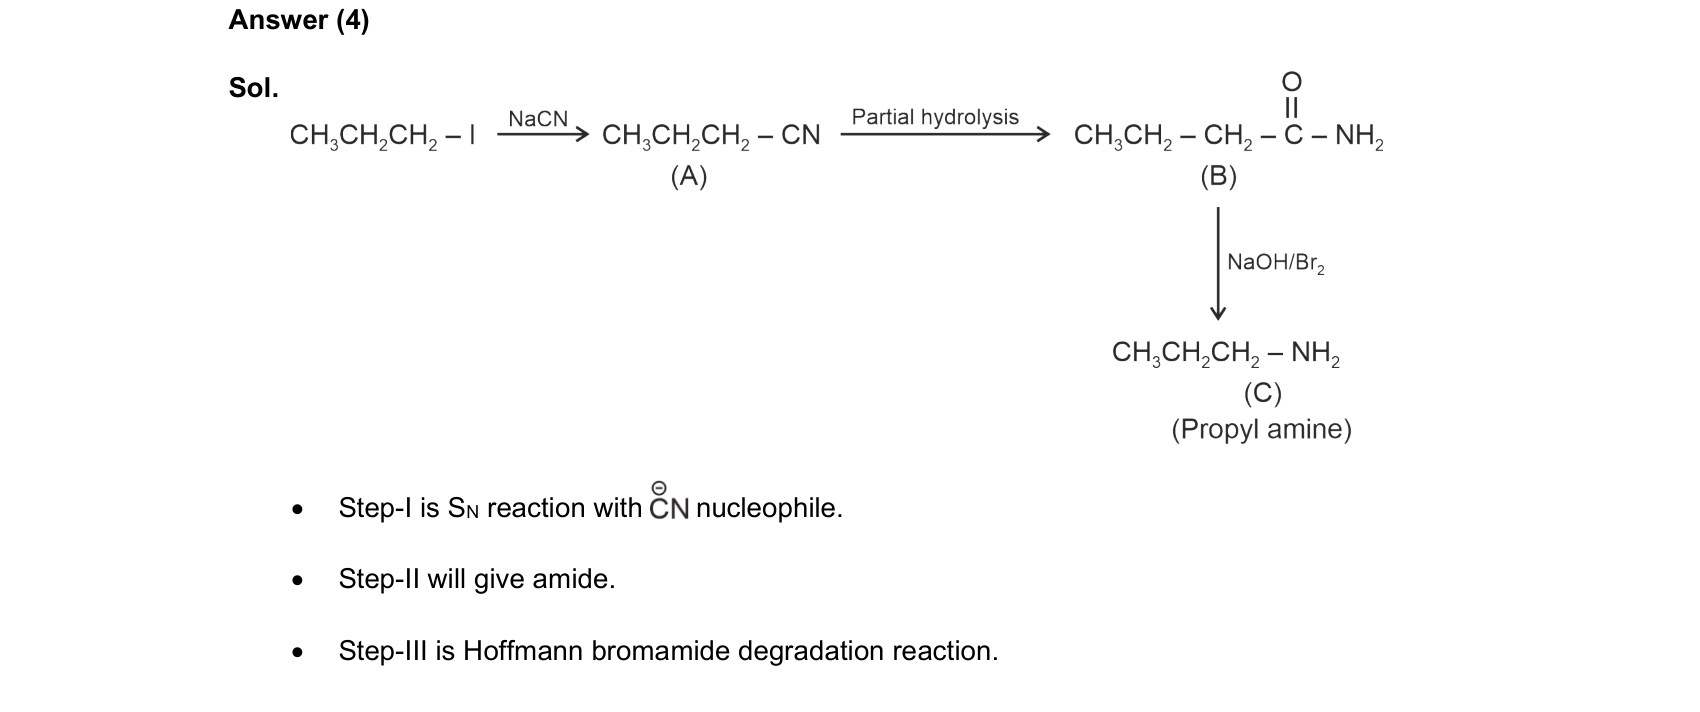 Answer (4)
Sol.
O
||
CH₃CH₂CH₂ – I NaCN CH₃CH₂CH₂ – CN Partial hydrolysis CH₃CH₂ – CH₂ – C – NH₂
(A) (B)
NaOH/Br₂
CH₃CH₂CH₂ – NH₂
(C)
(Propyl amine)
• Step-I is SN reaction with C⊖N nucleophile.
• Step-II will give amide.
• Step-III is Hoffmann bromamide degradation reaction.